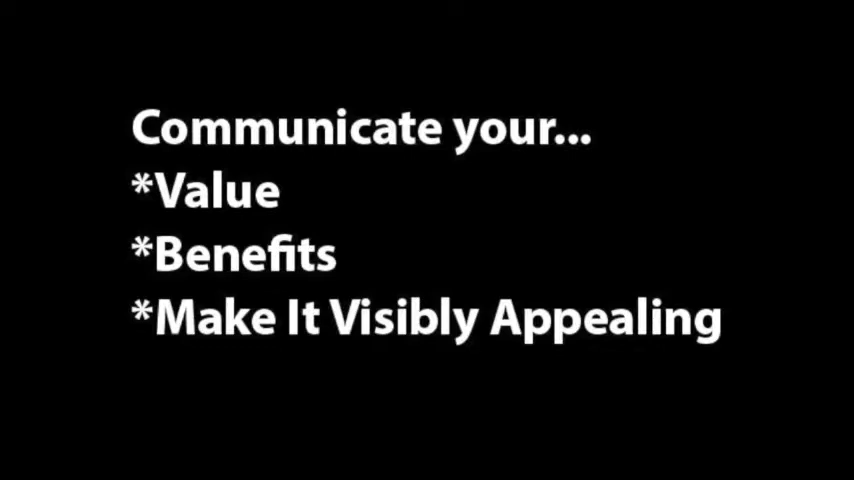 Communicate your...
*Value
*Benefits
*Make It Visibly Appealing